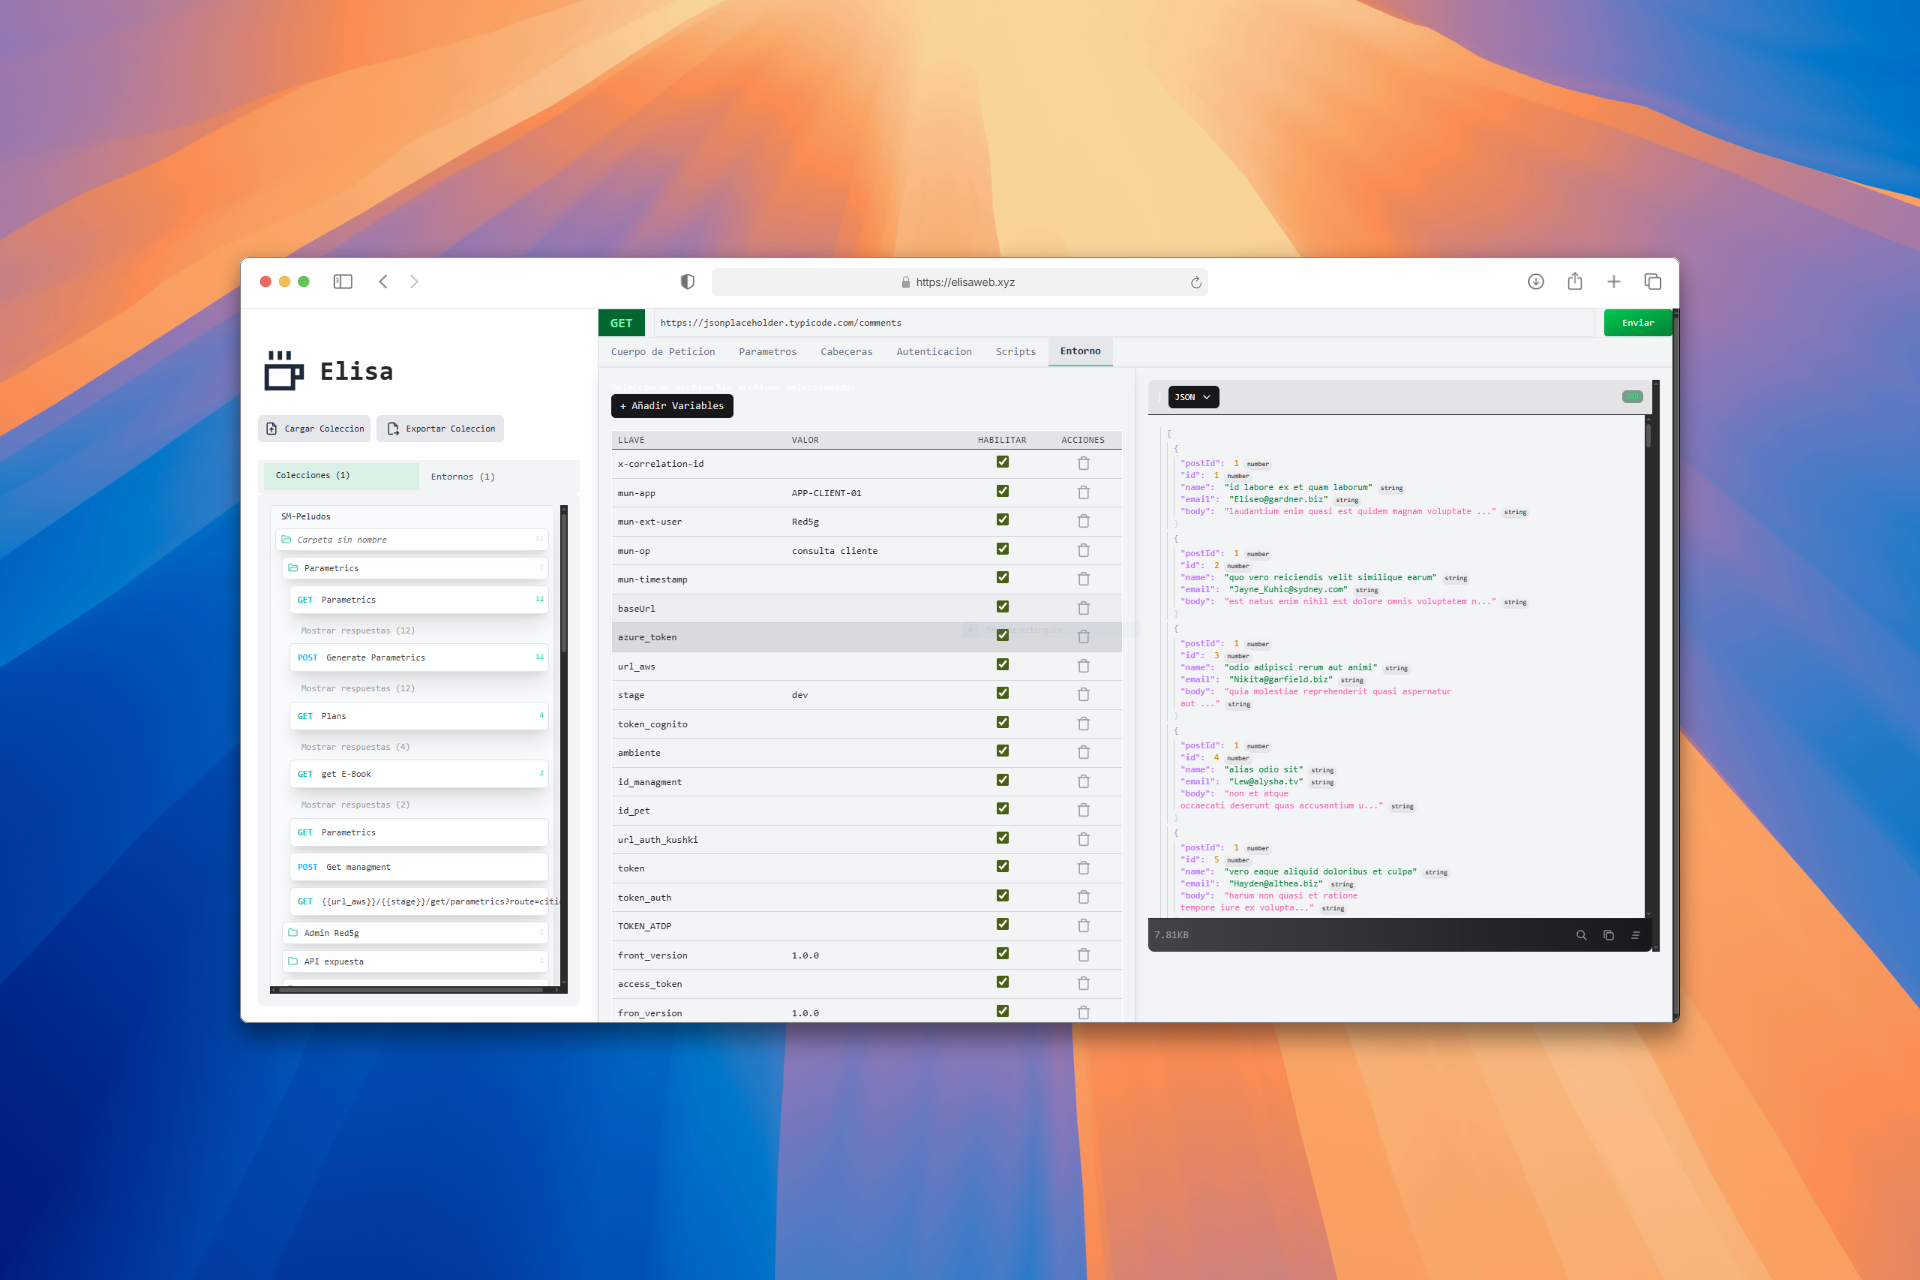 https://elisaweb.xyz
Elisa
Cargar Coleccion
Exportar Coleccion
Colecciones (1)
Entornos (1)
SM-Peludos
Carpeta sin nombre
Parametrics
7
GET Parametrics 12
Mostrar respuestas (12)
POST Generate Parametrics 12
Mostrar respuestas (12)
GET Plans 4
Mostrar respuestas (4)
GET get E-Book 2
Mostrar respuestas (2)
GET Parametrics
POST Get managment
GET {{url_aws}}/{{stage}}/get/parametrics?route=citi
Admin Red5g
API expuesta
GET https://jsonplaceholder.typicode.com/comments
Enviar
Cuerpo de Peticion
Parametros
Cabeceras
Autenticacion
Scripts
Entorno
Seleccionar archivo Sin archivos seleccionados
+ Añadir Variables
LLAVE VALOR HABILITAR ACCIONES
x-correlation-id
mun-app APP-CLIENT-01
mun-ext-user Red5g
mun-op consulta cliente
mun-timestamp
baseUrl
azure_token
url_aws
stage dev
token_cognito
ambiente
id_managment
id_pet
url_auth_kushki
token
token_auth
TOKEN_ATDP
front_version 1.0.0
access_token
fron_version 1.0.0
JSON
[
{
"postId": 1 number
"id": 1 number
"name": "id labore ex et quam laborum" string
"email": "Eliseo@gardner.biz" string
"body": "laudantium enim quasi est quidem magnam voluptate ..." string
}
{
"postId": 1 number
"id": 2 number
"name": "quo vero reiciendis velit similique earum" string
"email": "Jayne_Kuhic@sydney.com" string
"body": "est natus enim nihil est dolore omnis voluptatem n..." string
}
{
"postId": 1 number
"id": 3 number
"name": "odio adipisci rerum aut animi" string
"email": "Nikita@garfield.biz" string
"body": "quia molestiae reprehenderit quasi aspernatur
aut ..." string
}
{
"postId": 1 number
"id": 4 number
"name": "alias odio sit" string
"email": "Lew@alysha.tv" string
"body": "non et atque
occaecati deserunt quas accusantium u..." string
}
{
"postId": 1 number
"id": 5 number
"name": "vero eaque aliquid doloribus et culpa" string
"email": "Hayden@althea.biz" string
"body": "harum non quasi et ratione
tempore iure ex volupta..." string
7.81KB